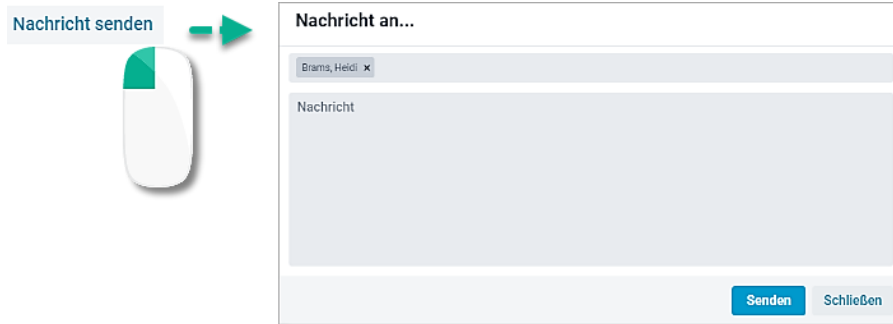 Nachricht senden
Nachricht an...
Brams, Heidi ×
Nachricht
Senden Schließen